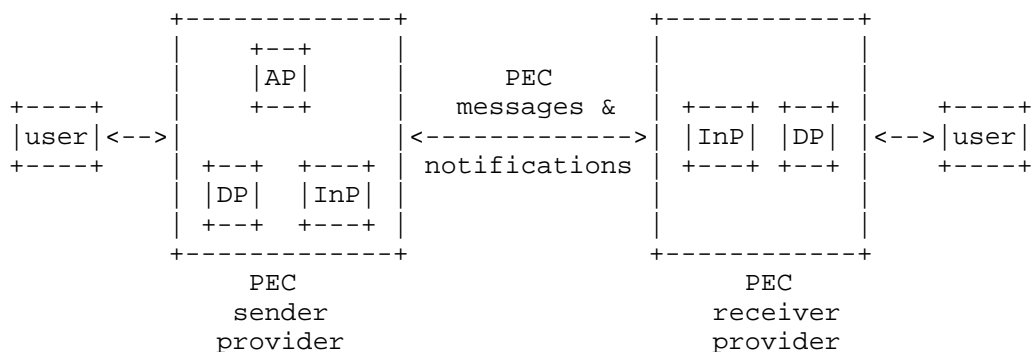 AP
PEC
messages &
user
InP
DP
user
notifications
DP
InP
PEC
sender
provider
PEC
receiver
provider